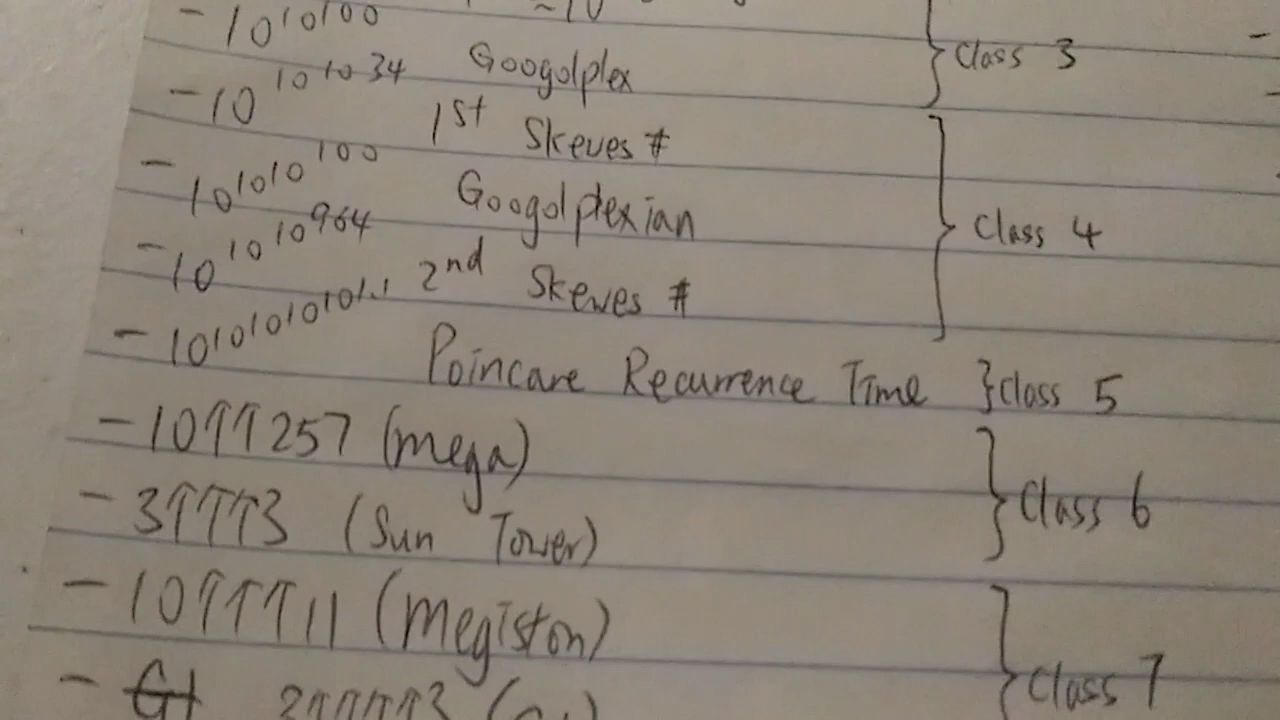 - 10^10^100 Googolplex } Class 3
- 10^10^10^34 1st Skewes #
- 10^10^10^100 Googolplexian } Class 4
- 10^10^10^964 2nd Skewes #
- 10^10^10^10^10^1.1 Poincare Recurrence Time } Class 5
- 10↑↑257 (mega)
- 3↑↑↑3 (Sun Tower) } Class 6
- 10↑↑↑11 (Megiston)
} Class 7